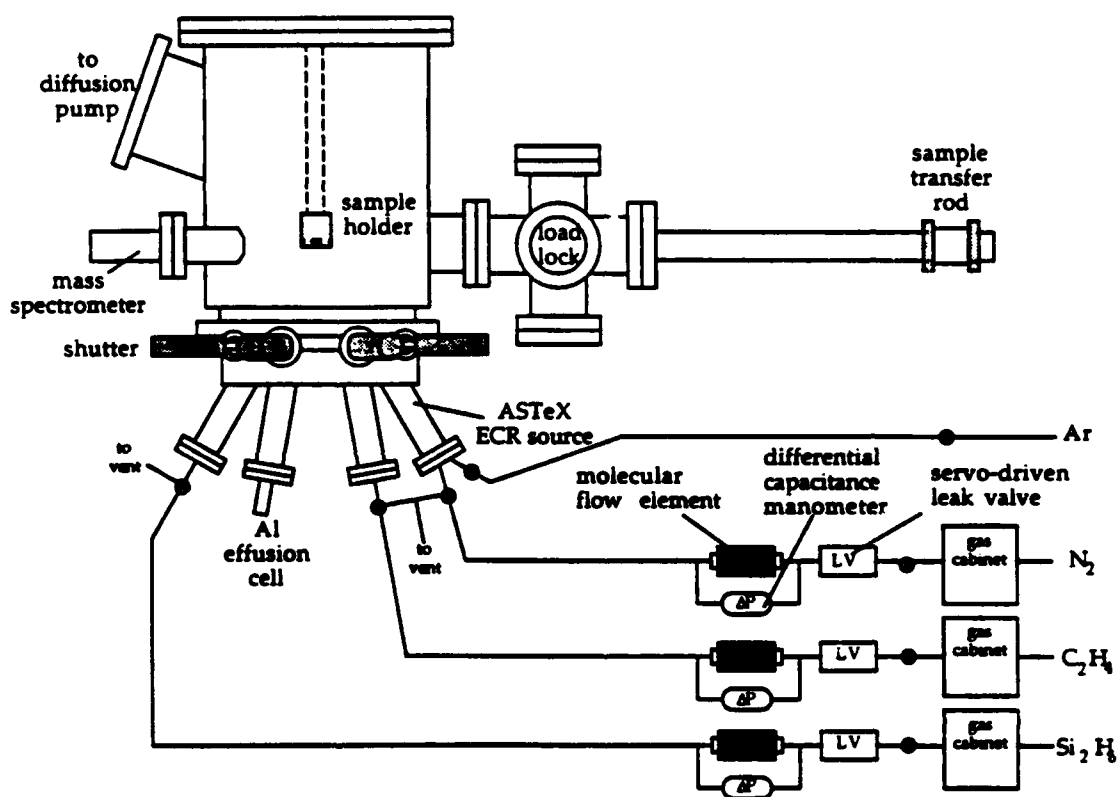 to
diffusion
pump
sample
holder
load
lock
sample
transfer
rod
mass
spectrometer
shutter
to
vent
ASTeX
ECR source
Ar
Al
effusion
cell
to
vent
molecular
flow element
differential
capacitance
manometer
servo-driven
leak valve
ΔP
LV
gas
cabinet
N2
ΔP
LV
gas
cabinet
C2H4
ΔP
LV
gas
cabinet
Si2H6